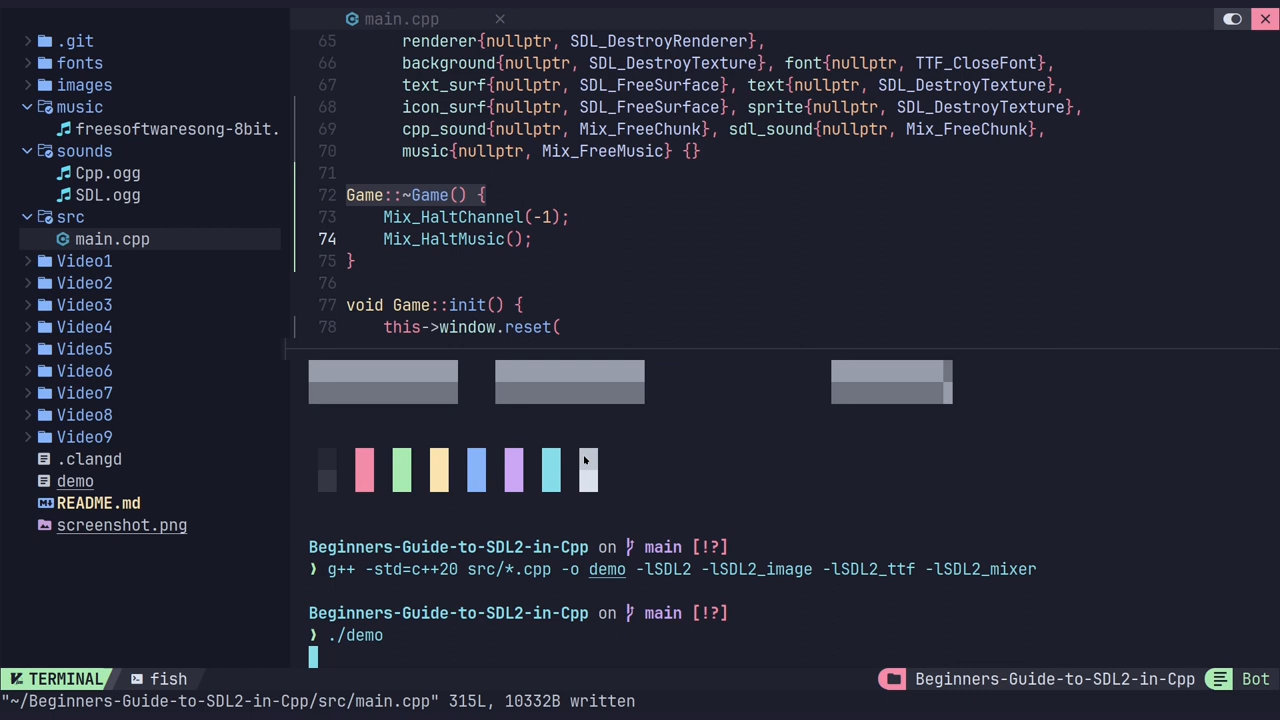 main.cpp
.git
fonts
images
music
freesoftwaresong-8bit.
sounds
Cpp.ogg
SDL.ogg
src
main.cpp
Video1
Video2
Video3
Video4
Video5
Video6
Video7
Video8
Video9
.clangd
demo
README.md
screenshot.png
65 renderer{nullptr, SDL_DestroyRenderer},
66 background{nullptr, SDL_DestroyTexture}, font{nullptr, TTF_CloseFont},
67 text_surf{nullptr, SDL_FreeSurface}, text{nullptr, SDL_DestroyTexture},
68 icon_surf{nullptr, SDL_FreeSurface}, sprite{nullptr, SDL_DestroyTexture},
69 cpp_sound{nullptr, Mix_FreeChunk}, sdl_sound{nullptr, Mix_FreeChunk},
70 music{nullptr, Mix_FreeMusic} {}
71
72 Game::~Game() {
73 Mix_HaltChannel(-1);
74 Mix_HaltMusic();
75 }
76
77 void Game::init() {
78 this->window.reset(
Beginners-Guide-to-SDL2-in-Cpp on main [!?]
❯ g++ -std=c++20 src/*.cpp -o demo -lSDL2 -lSDL2_image -lSDL2_ttf -lSDL2_mixer
Beginners-Guide-to-SDL2-in-Cpp on main [!?]
❯ ./demo
TERMINAL fish Beginners-Guide-to-SDL2-in-Cpp Bot
"~/Beginners-Guide-to-SDL2-in-Cpp/src/main.cpp" 315L, 10332B written